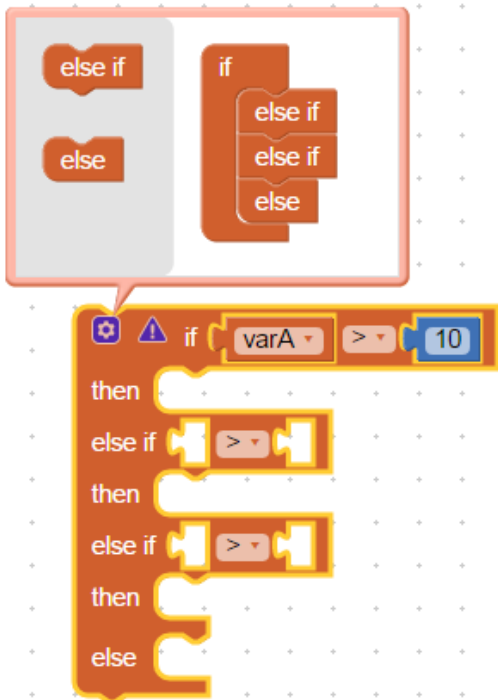 else if
else
if
else if
else if
else
if varA > 10
then
else if >
then
else if >
then
else